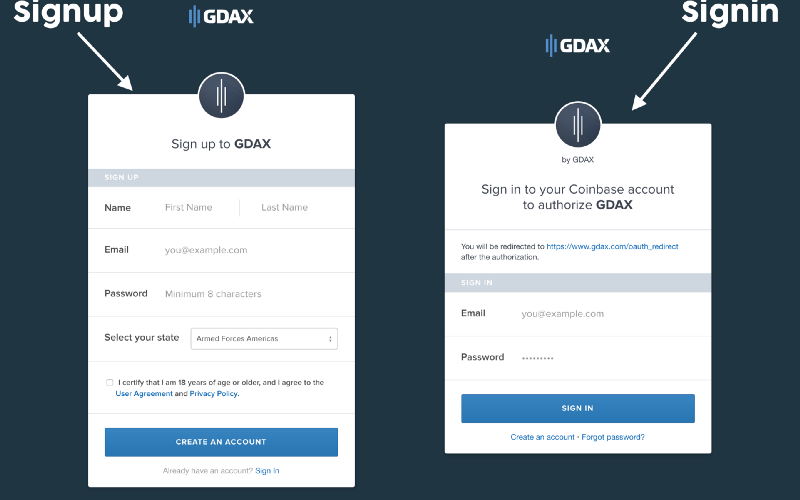 Signup
GDAX
Sign up to GDAX
SIGN UP
Name First Name Last Name
Email you@example.com
Password Minimum 8 characters
Select your state Armed Forces Americas
I certify that I am 18 years of age or older, and I agree to the
User Agreement and Privacy Policy.
CREATE AN ACCOUNT
Already have an account? Sign In
Signin
GDAX
by GDAX
Sign in to your Coinbase account
to authorize GDAX
You will be redirected to https://www.gdax.com/oauth_redirect
after the authorization.
SIGN IN
Email you@example.com
Password •••••••••
SIGN IN
Create an account • Forgot password?